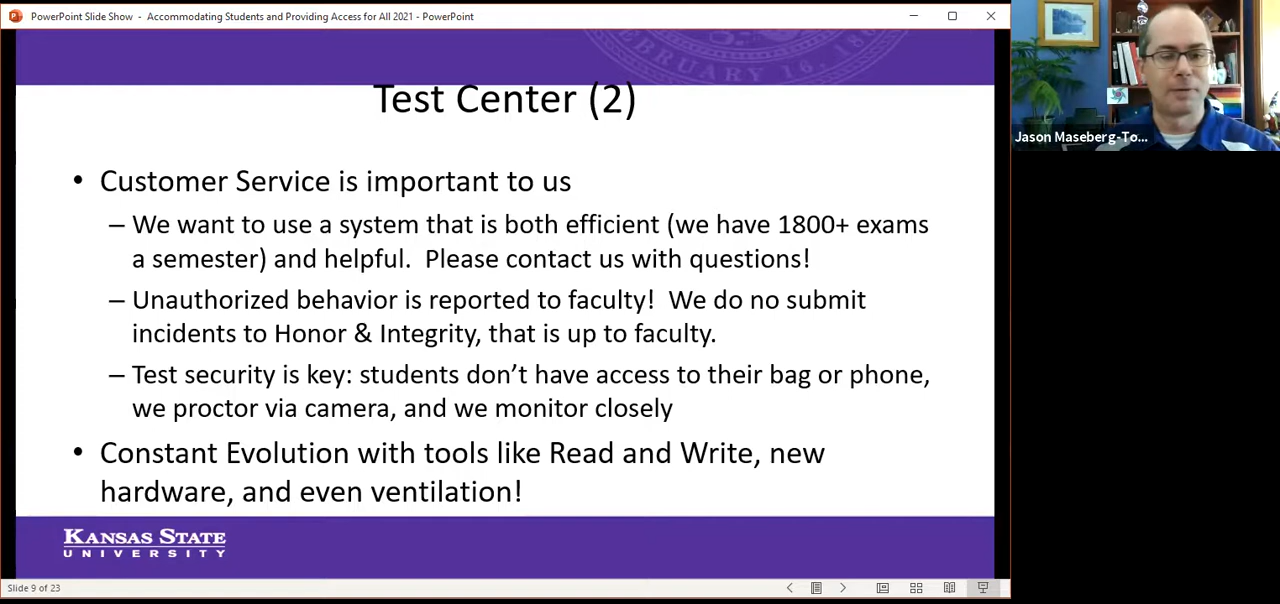 PowerPoint Slide Show - Accommodating Students and Providing Access for All 2021 - PowerPoint
FEBRUARY 16, 186
Test Center (2)
Jason Maseberg-To...
• Customer Service is important to us
– We want to use a system that is both efficient (we have 1800+ exams
a semester) and helpful.  Please contact us with questions!
– Unauthorized behavior is reported to faculty!  We do no submit
incidents to Honor & Integrity, that is up to faculty.
– Test security is key: students don’t have access to their bag or phone,
we proctor via camera, and we monitor closely
• Constant Evolution with tools like Read and Write, new
hardware, and even ventilation!
KANSAS STATE
UNIVERSITY
Slide 9 of 23